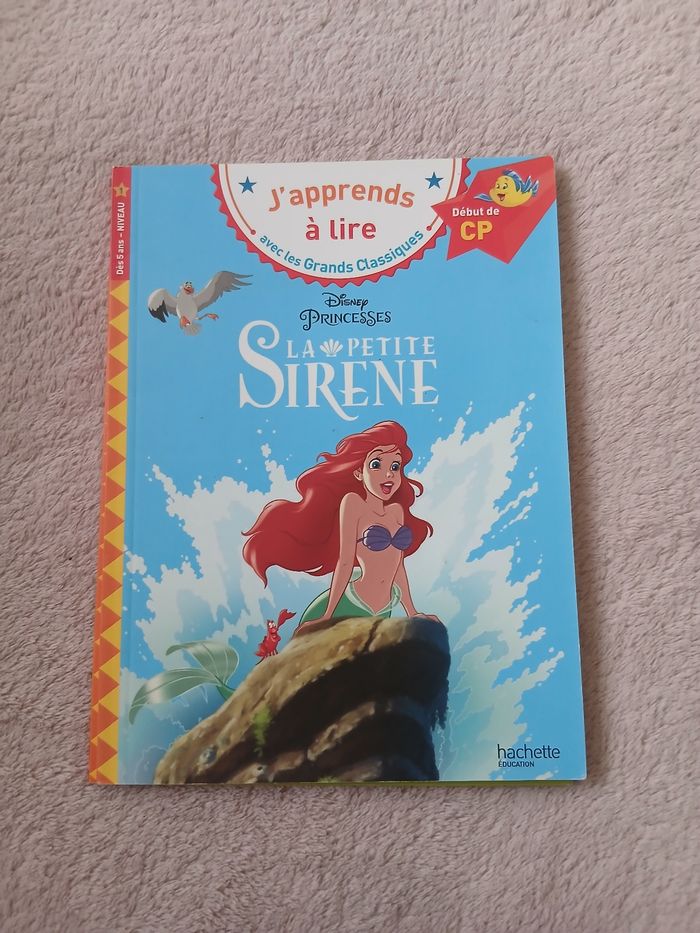 J'apprends
à lire
avec les Grands Classiques
Début de
CP
Dès 5 ans – NIVEAU 1
Disney
PRINCESSES
LA PETITE
SIRÈNE
hachette
ÉDUCATION